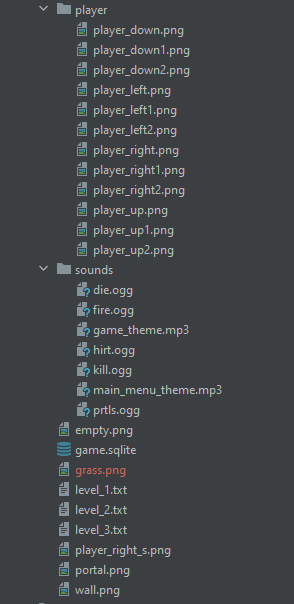 player
player_down.png
player_down1.png
player_down2.png
player_left.png
player_left1.png
player_left2.png
player_right.png
player_right1.png
player_right2.png
player_up.png
player_up1.png
player_up2.png
sounds
die.ogg
fire.ogg
game_theme.mp3
hirt.ogg
kill.ogg
main_menu_theme.mp3
prtls.ogg
empty.png
game.sqlite
grass.png
level_1.txt
level_2.txt
level_3.txt
player_right_s.png
portal.png
wall.png